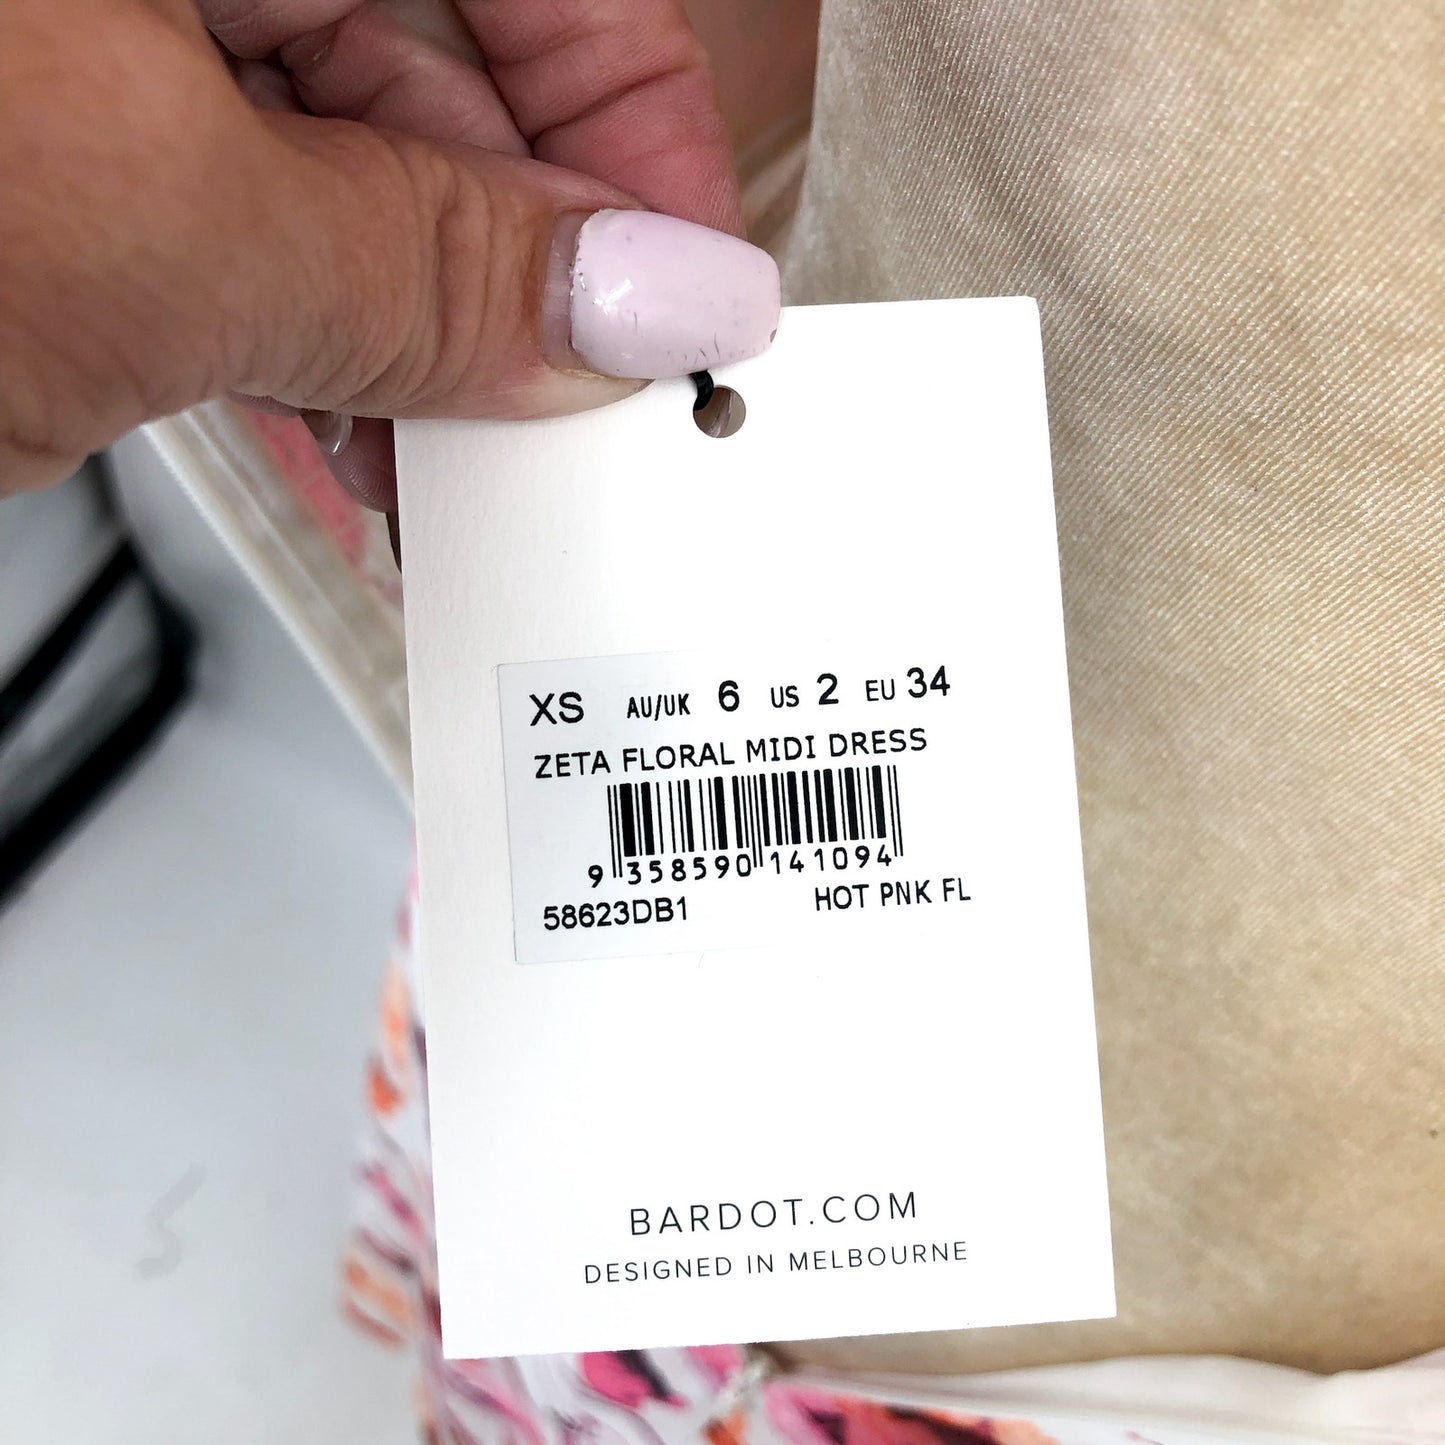 XS AU/UK 6 US 2 EU 34
ZETA FLORAL MIDI DRESS
9 358590 141094
58623DB1 HOT PNK FL
BARDOT.COM
DESIGNED IN MELBOURNE